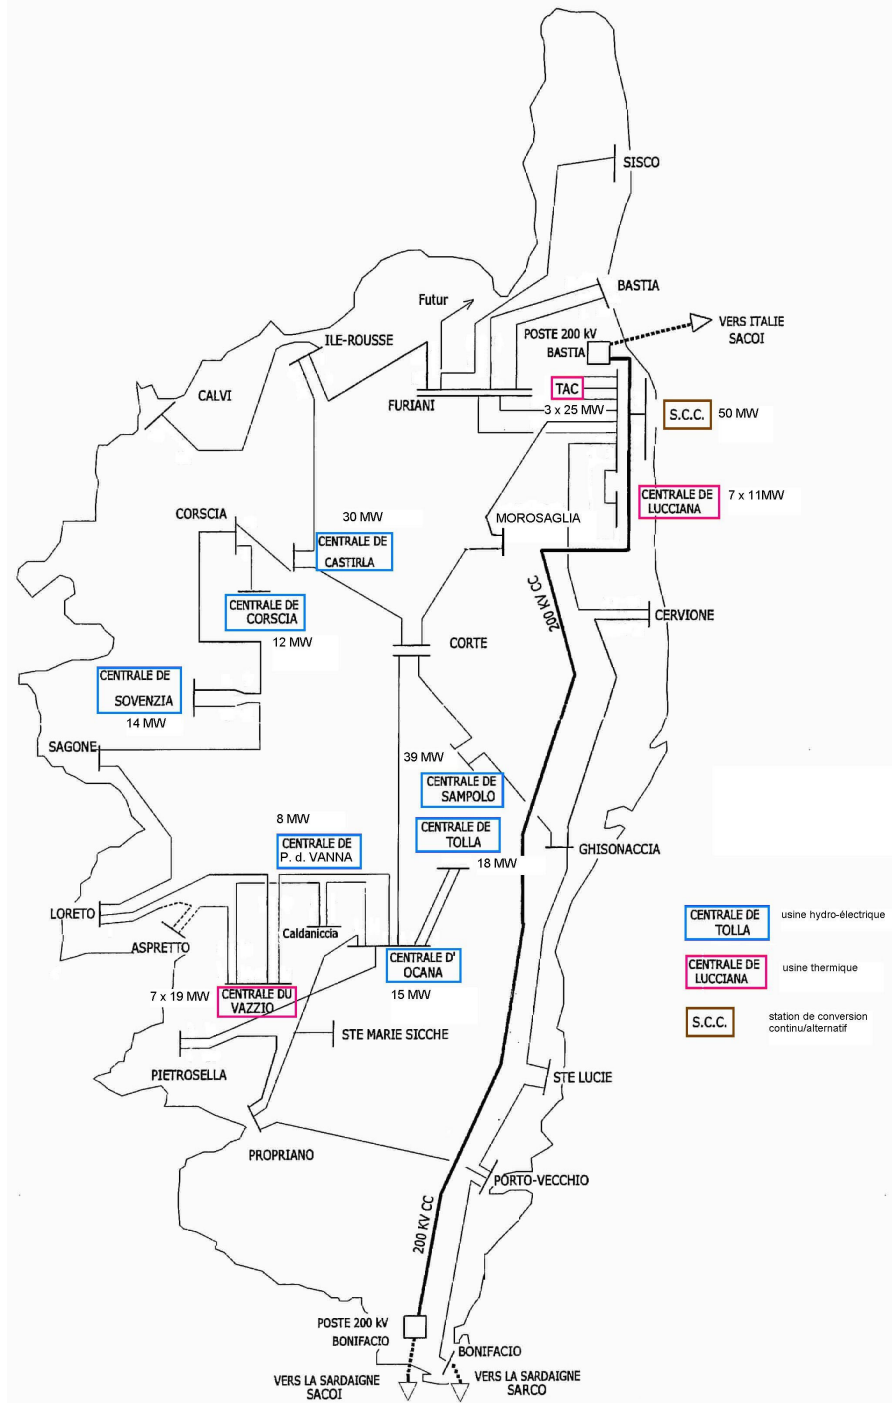 SISCO
BASTIA
Futur
VERS ITALIE
SACOI
POSTE 200 kV
BASTIA
ILE-ROUSSE
CALVI
FURIANI
TAC
3 x 25 MW
S.C.C.
50 MW
CENTRALE DE
LUCCIANA
7 x 11MW
CORSCIA
30 MW
CENTRALE DE
CASTIRLA
MOROSAGLIA
200 KV CC
CENTRALE DE
CORSCIA
12 MW
CERVIONE
CORTE
CENTRALE DE
SOVENZIA
14 MW
SAGONE
39 MW
CENTRALE DE
SAMPOLO
8 MW
CENTRALE DE
P. d. VANNA
CENTRALE DE
TOLLA
18 MW
GHISONACCIA
LORETO
ASPRETTO
Caldaniccia
CENTRALE D'
OCANA
15 MW
7 x 19 MW
CENTRALE DU
VAZZIO
CENTRALE DE
TOLLA
usine hydro-électrique
CENTRALE DE
LUCCIANA
usine thermique
S.C.C.
station de conversion
continu/alternatif
STE MARIE SICCHE
PIETROSELLA
STE LUCIE
PROPRIANO
PORTO-VECCHIO
200 KV CC
POSTE 200 kV
BONIFACIO
BONIFACIO
VERS LA SARDAIGNE
SACOI
VERS LA SARDAIGNE
SARCO